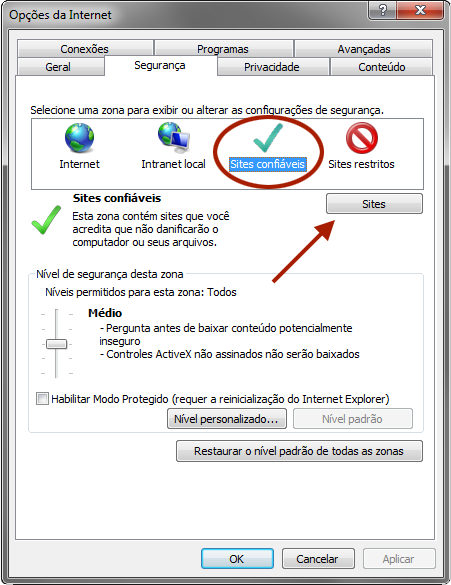 Opções da Internet
Conexões
Programas
Avançadas
Geral
Segurança
Privacidade
Conteúdo
Selecione uma zona para exibir ou alterar as configurações de segurança.
Internet
Intranet local
Sites confiáveis
Sites restritos
Sites confiáveis
Sites
Esta zona contém sites que você
acredita que não danificarão o
computador ou seus arquivos.
Nível de segurança desta zona
Níveis permitidos para esta zona: Todos
Médio
- Pergunta antes de baixar conteúdo potencialmente
inseguro
- Controles ActiveX não assinados não serão baixados
Habilitar Modo Protegido (requer a reinicialização do Internet Explorer)
Nível personalizado...
Nível padrão
Restaurar o nível padrão de todas as zonas
OK
Cancelar
Aplicar